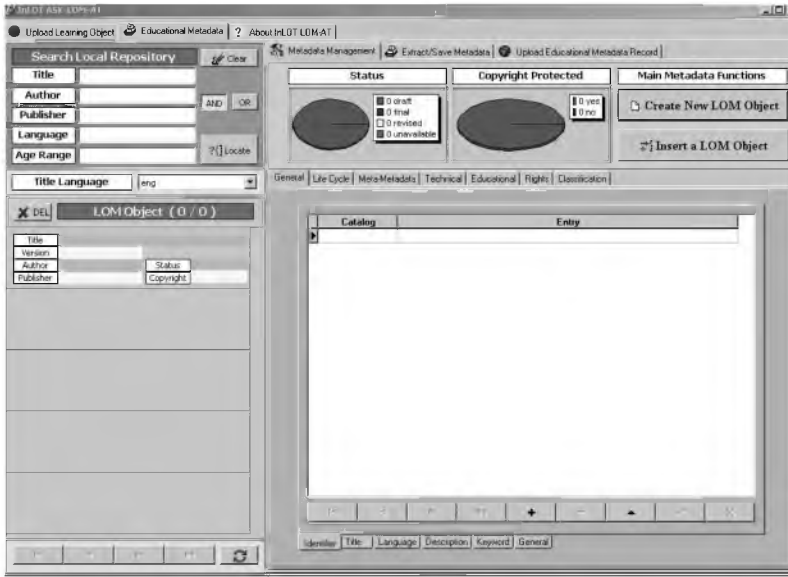 InLOT ASK-LOM-AT
Upload Learning Object Educational Metadata ? About InLOT LOM-AT
Search Local Repository Clear
Title
Author
Publisher
Language
Age Range
AND OR
Locate
Title Language eng
DEL LOM Object ( 0 / 0 )
Title
Version
Author Status
Publisher Copyright
Metadata Management Extract/Save Metadata Upload Educational Metadata Record
Status Copyright Protected Main Metadata Functions
0 draft
0 final
0 revised
0 unavailable
0 yes
0 no
Create New LOM Object
Insert a LOM Object
General Life Cycle Meta-Metadata Technical Educational Rights Classification
Catalog Entry
Identifier Title Language Description Keyword General